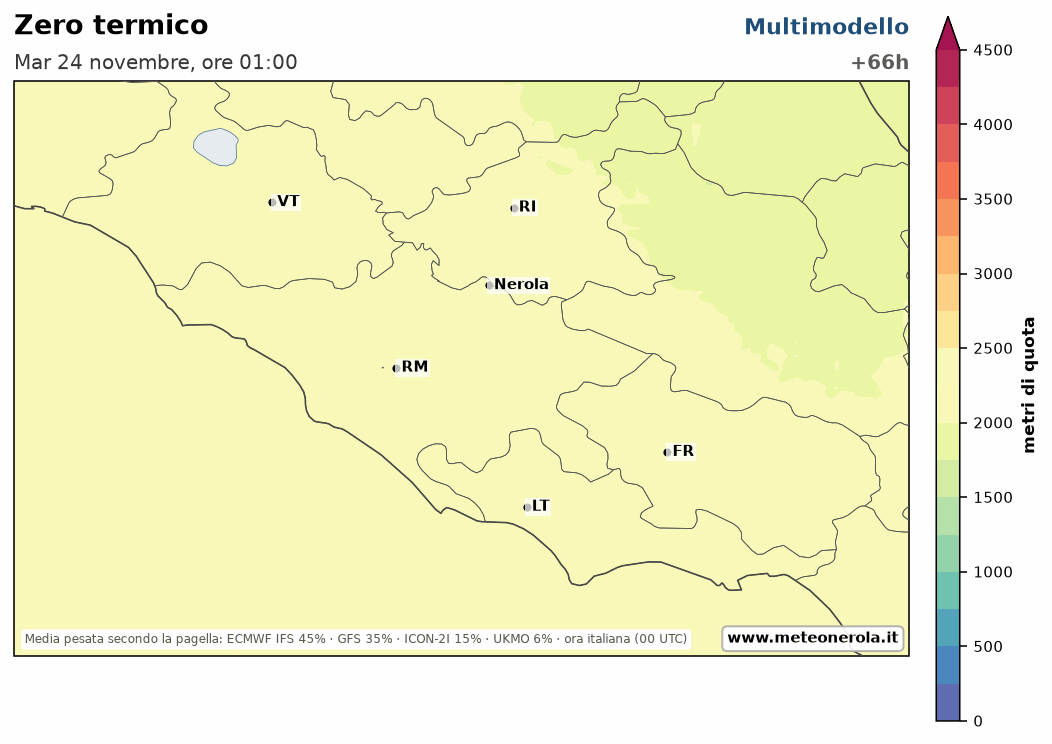 Zero termico
Multimodello
Mar 24 novembre, ore 01:00
+66h
VT
RI
Nerola
RM
FR
LT
Media pesata secondo la pagella: ECMWF IFS 45% · GFS 35% · ICON-2I 15% · UKMO 6% · ora italiana (00 UTC)
www.meteonerola.it
4500
4000
3500
3000
2500
2000
1500
1000
500
0
metri di quota